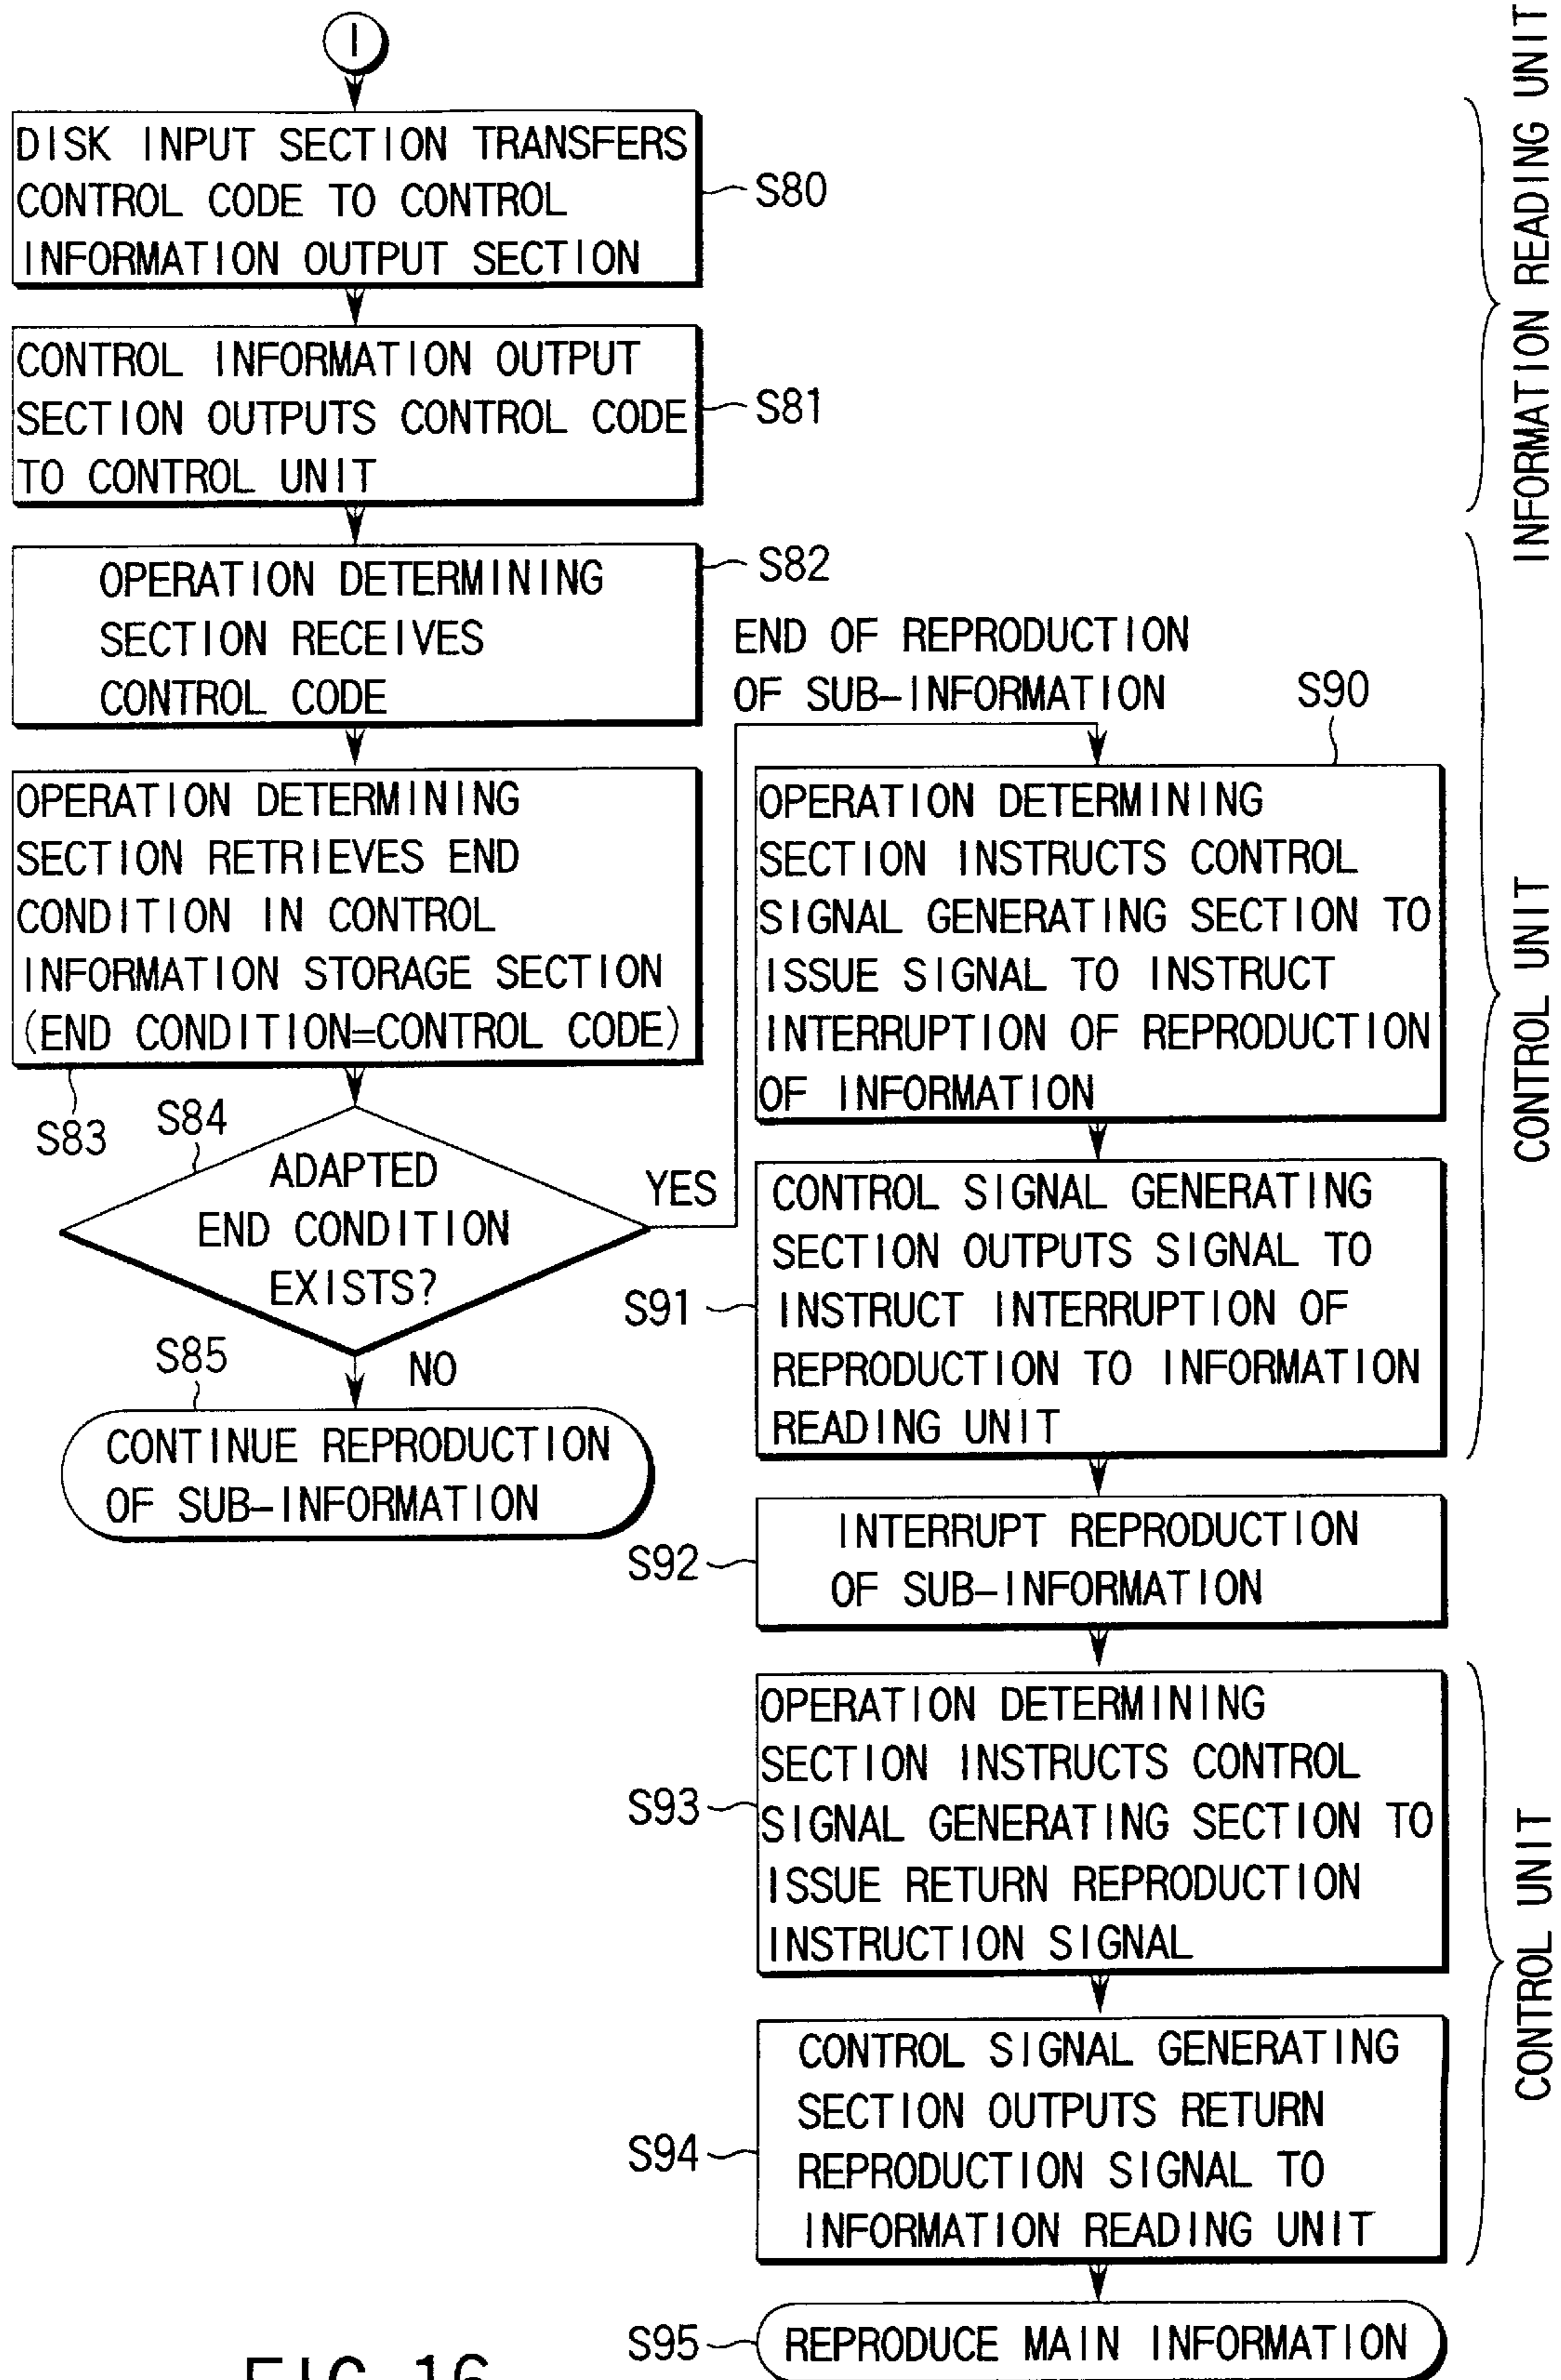 1
DISK INPUT SECTION TRANSFERS
CONTROL CODE TO CONTROL
INFORMATION OUTPUT SECTION
S80
CONTROL INFORMATION OUTPUT
SECTION OUTPUTS CONTROL CODE
TO CONTROL UNIT
S81
INFORMATION READING UNIT
OPERATION DETERMINING
SECTION RECEIVES
CONTROL CODE
S82
OPERATION DETERMINING
SECTION RETRIEVES END
CONDITION IN CONTROL
INFORMATION STORAGE SECTION
(END CONDITION=CONTROL CODE)
S83
S84
ADAPTED
END CONDITION
EXISTS?
YES
NO
S85
CONTINUE REPRODUCTION
OF SUB-INFORMATION
END OF REPRODUCTION
OF SUB-INFORMATION
S90
OPERATION DETERMINING
SECTION INSTRUCTS CONTROL
SIGNAL GENERATING SECTION TO
ISSUE SIGNAL TO INSTRUCT
INTERRUPTION OF REPRODUCTION
OF INFORMATION
CONTROL SIGNAL GENERATING
SECTION OUTPUTS SIGNAL TO
INSTRUCT INTERRUPTION OF
REPRODUCTION TO INFORMATION
READING UNIT
S91
CONTROL UNIT
INTERRUPT REPRODUCTION
OF SUB-INFORMATION
S92
OPERATION DETERMINING
SECTION INSTRUCTS CONTROL
SIGNAL GENERATING SECTION TO
ISSUE RETURN REPRODUCTION
INSTRUCTION SIGNAL
S93
CONTROL SIGNAL GENERATING
SECTION OUTPUTS RETURN
REPRODUCTION SIGNAL TO
INFORMATION READING UNIT
S94
CONTROL UNIT
S95
REPRODUCE MAIN INFORMATION
FIG. 16